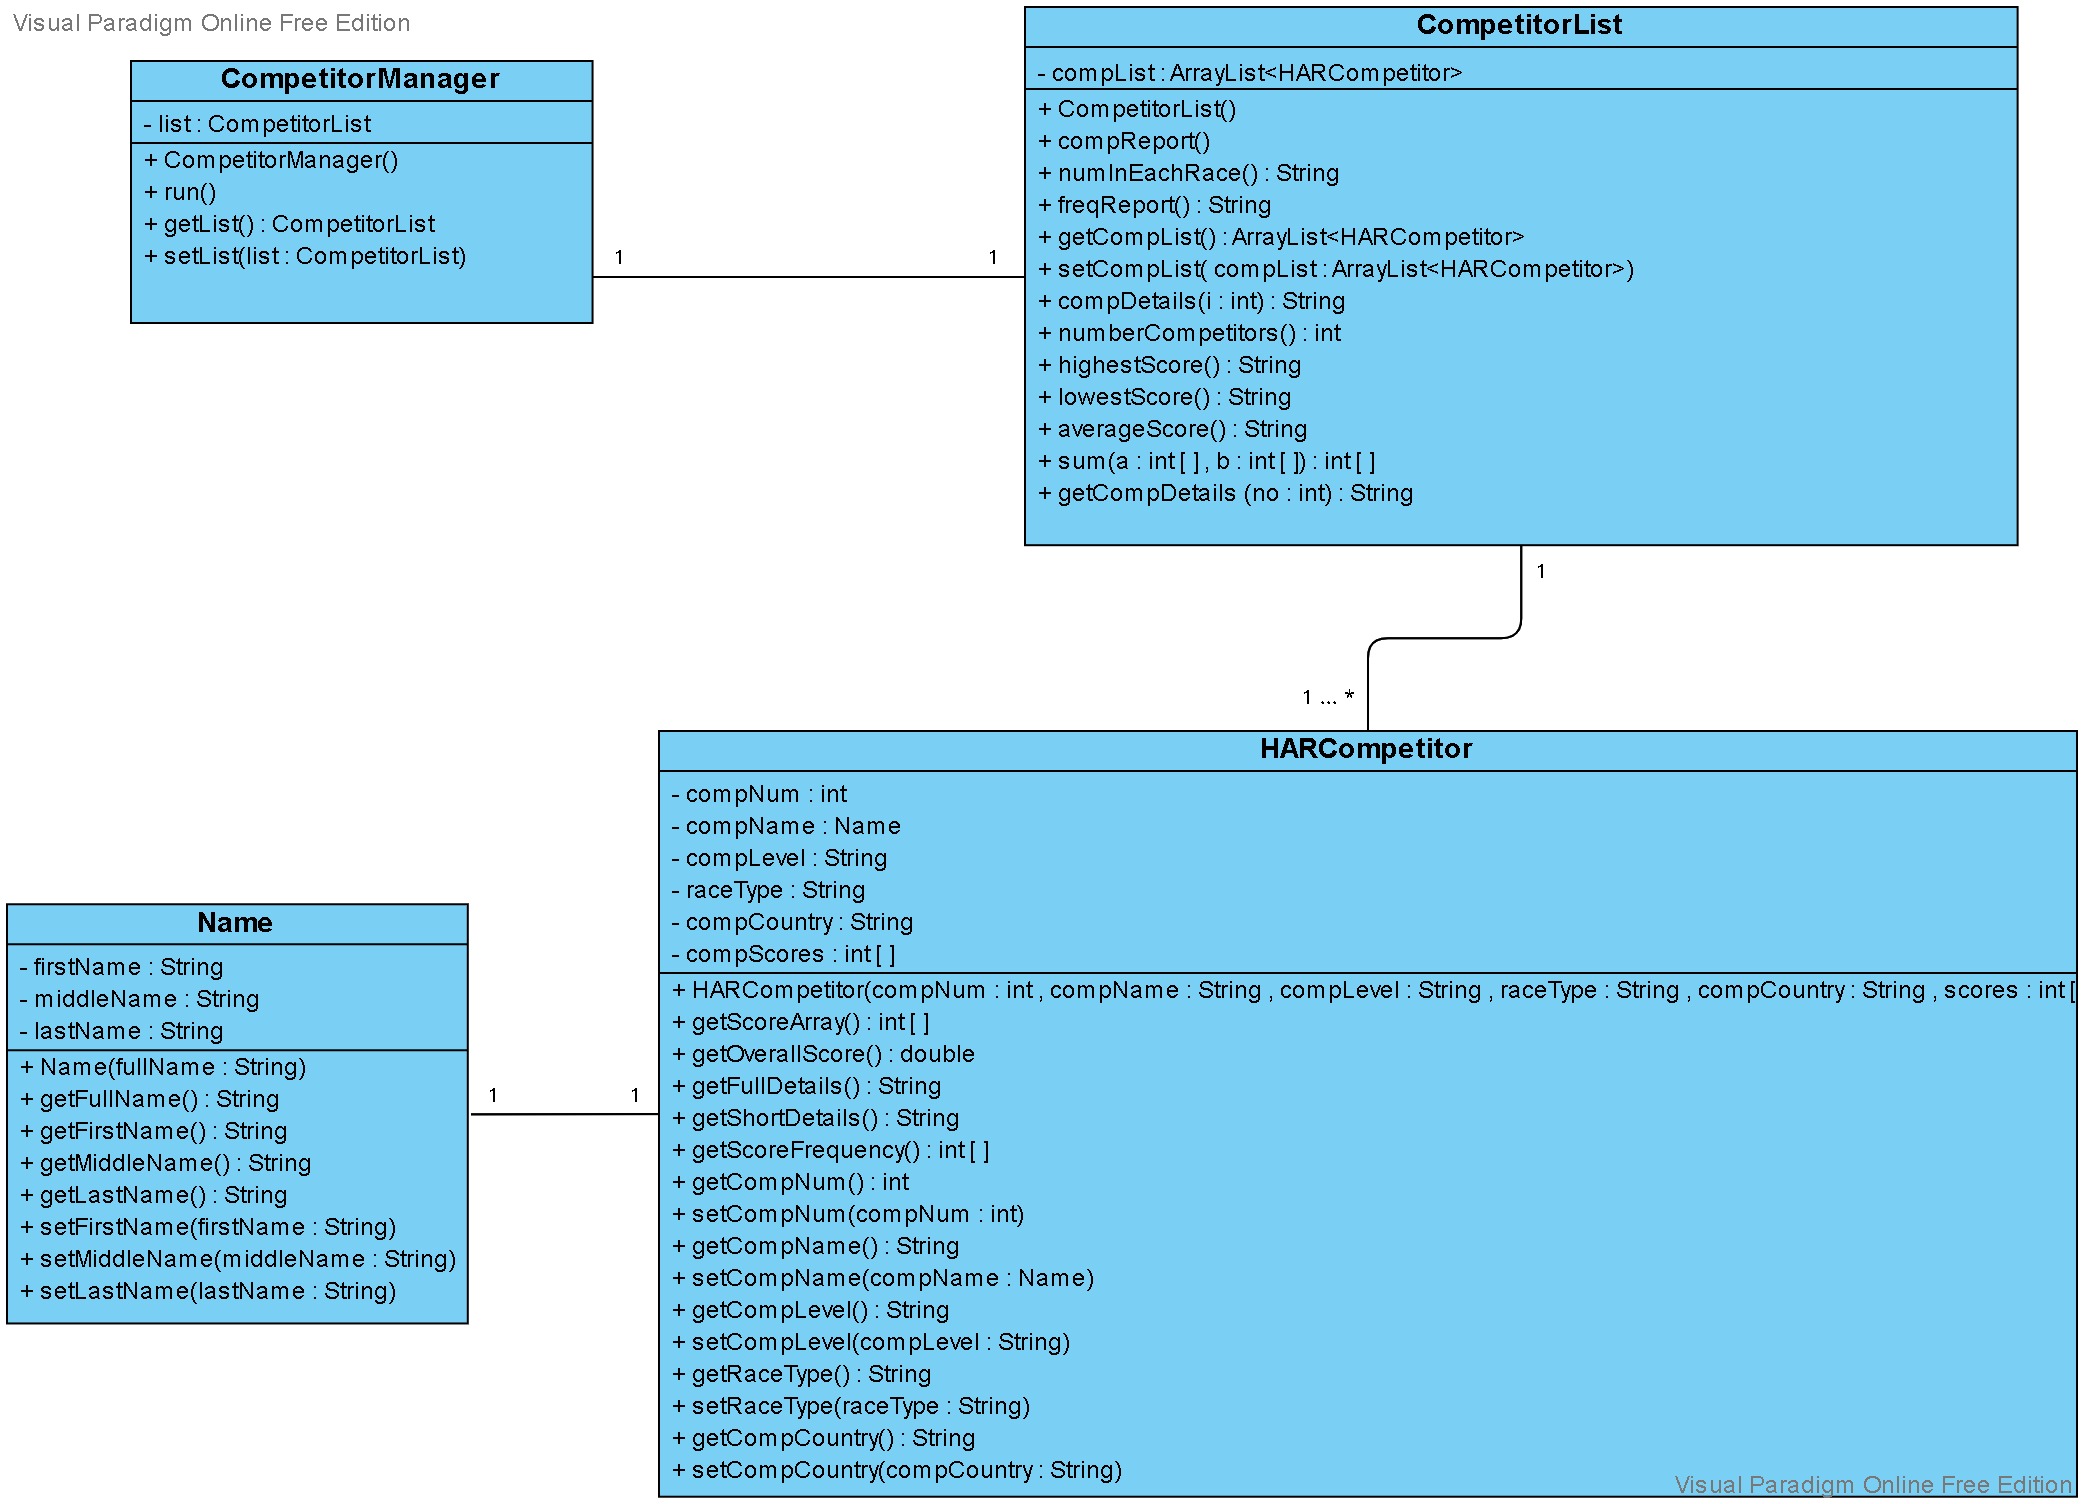 Visual Paradigm Online Free Edition
CompetitorManager
- list : CompetitorList
+ CompetitorManager()
+ run()
+ getList() : CompetitorList
+ setList(list : CompetitorList)
1
1
CompetitorList
- compList : ArrayList<HARCompetitor>
+ CompetitorList()
+ compReport()
+ numInEachRace() : String
+ freqReport() : String
+ getCompList() : ArrayList<HARCompetitor>
+ setCompList( compList : ArrayList<HARCompetitor>)
+ compDetails(i : int) : String
+ numberCompetitors() : int
+ highestScore() : String
+ lowestScore() : String
+ averageScore() : String
+ sum(a : int [ ] , b : int [ ]) : int [ ]
+ getCompDetails (no : int) : String
1
1 ... *
HARCompetitor
- compNum : int
- compName : Name
- compLevel : String
- raceType : String
- compCountry : String
- compScores : int [ ]
+ HARCompetitor(compNum : int , compName : String , compLevel : String , raceType : String , compCountry : String , scores : int [
+ getScoreArray() : int [ ]
+ getOverallScore() : double
+ getFullDetails() : String
+ getShortDetails() : String
+ getScoreFrequency() : int [ ]
+ getCompNum() : int
+ setCompNum(compNum : int)
+ getCompName() : String
+ setCompName(compName : Name)
+ getCompLevel() : String
+ setCompLevel(compLevel : String)
+ getRaceType() : String
+ setRaceType(raceType : String)
+ getCompCountry() : String
+ setCompCountry(compCountry : String)
Name
- firstName : String
- middleName : String
- lastName : String
+ Name(fullName : String)
+ getFullName() : String
+ getFirstName() : String
+ getMiddleName() : String
+ getLastName() : String
+ setFirstName(firstName : String)
+ setMiddleName(middleName : String)
+ setLastName(lastName : String)
1
1
Visual Paradigm Online Free Edition